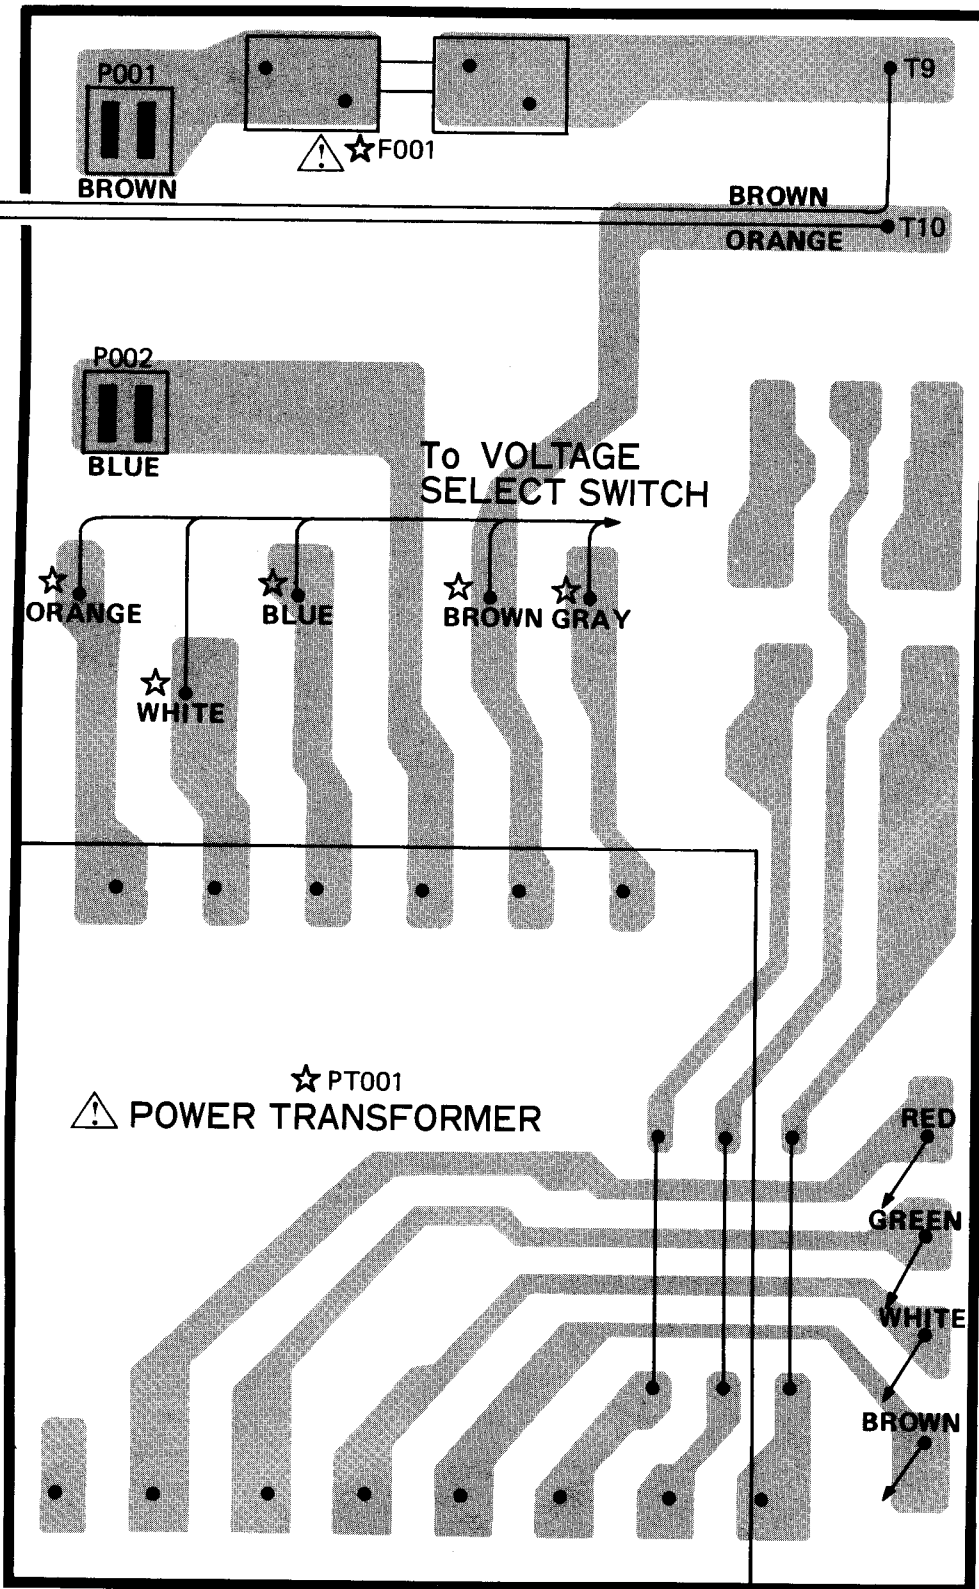 P001
T9
F001
BROWN
BROWN
ORANGE
T10
P002
BLUE
To VOLTAGE
SELECT SWITCH
ORANGE
BLUE
BROWN
GRAY
WHITE
PT001
POWER TRANSFORMER
RED
GREEN
WHITE
BROWN